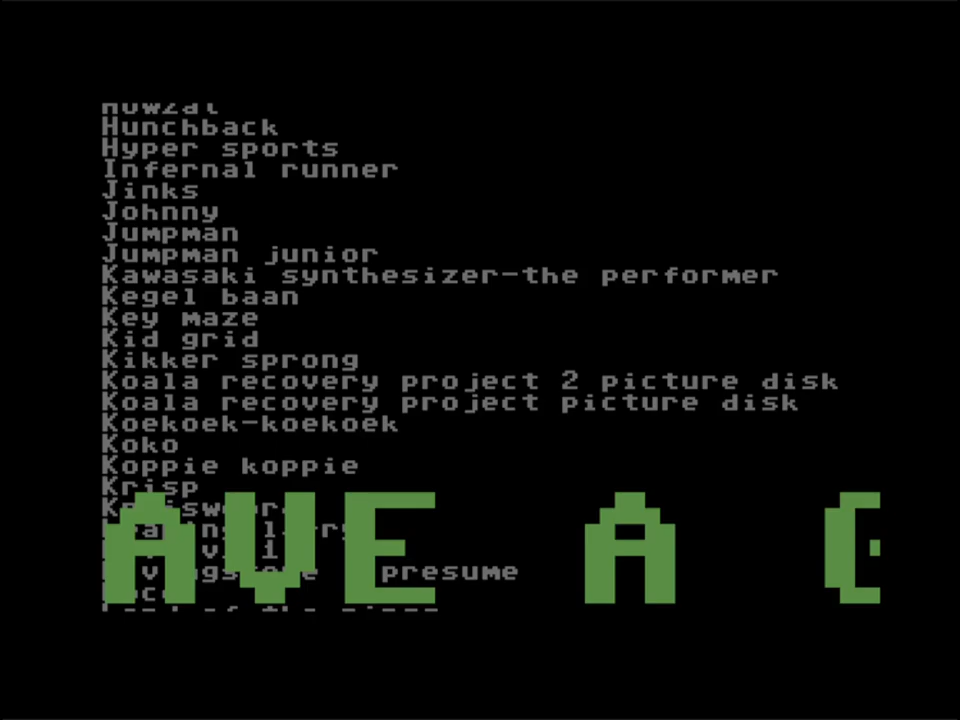 Howzat
Hunchback
Hyper sports
Infernal runner
Jinks
Johnny
Jumpman
Jumpman junior
Kawasaki synthesizer-the performer
Kegel baan
Key maze
Kid grid
Kikker sprong
Koala recovery project 2 picture disk
Koala recovery project picture disk
Koekoek-koekoek
Koko
Koppie koppie
Krisp
AVE A
presume